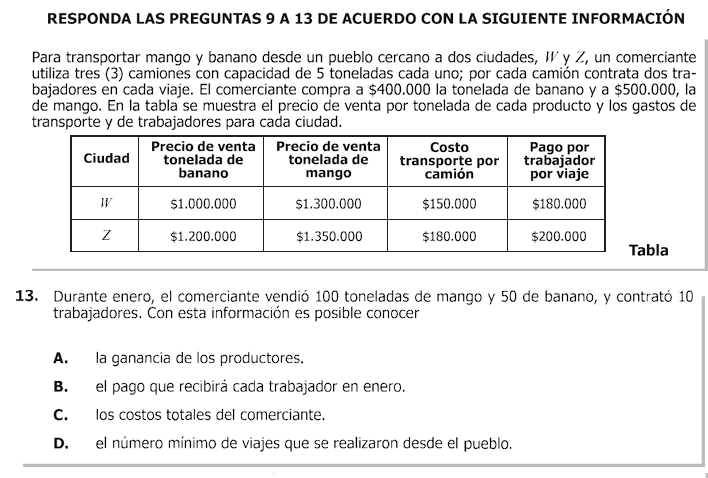 RESPONDA LAS PREGUNTAS 9 A 13 DE ACUERDO CON LA SIGUIENTE INFORMACIÓN
Para transportar mango y banano desde un pueblo cercano a dos ciudades, W y Z, un comerciante
utiliza tres (3) camiones con capacidad de 5 toneladas cada uno; por cada camión contrata dos tra-
bajadores en cada viaje. El comerciante compra a $400.000 la tonelada de banano y a $500.000, la
de mango. En la tabla se muestra el precio de venta por tonelada de cada producto y los gastos de
transporte y de trabajadores para cada ciudad.
Ciudad Precio de venta tonelada de banano Precio de venta tonelada de mango Costo transporte por camión Pago por trabajador por viaje
W $1.000.000 $1.300.000 $150.000 $180.000
Z $1.200.000 $1.350.000 $180.000 $200.000
Tabla
13. Durante enero, el comerciante vendió 100 toneladas de mango y 50 de banano, y contrató 10
trabajadores. Con esta información es posible conocer
A. la ganancia de los productores.
B. el pago que recibirá cada trabajador en enero.
C. los costos totales del comerciante.
D. el número mínimo de viajes que se realizaron desde el pueblo.